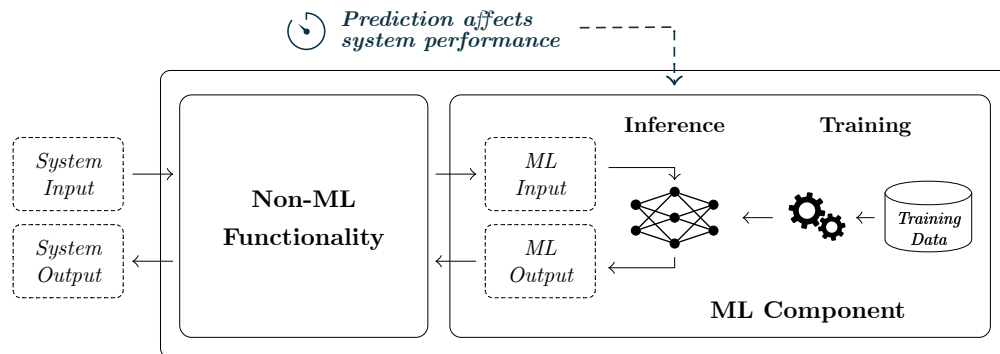 Prediction affects
system performance
Inference
Training
System
Input
Non-ML
Functionality
ML
Input
Training
Data
System
Output
ML
Output
ML Component